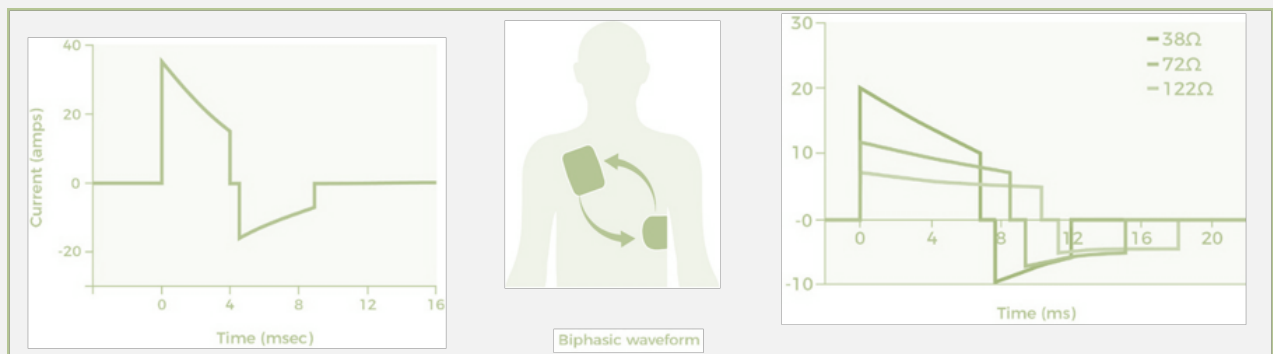 40
20
0
-20
Current (amps)
0 4 8 12 16
Time (msec)
Biphasic waveform
30
20
10
-0
-10
38Ω
72Ω
122Ω
0 4 8 12 16 20
Time (ms)